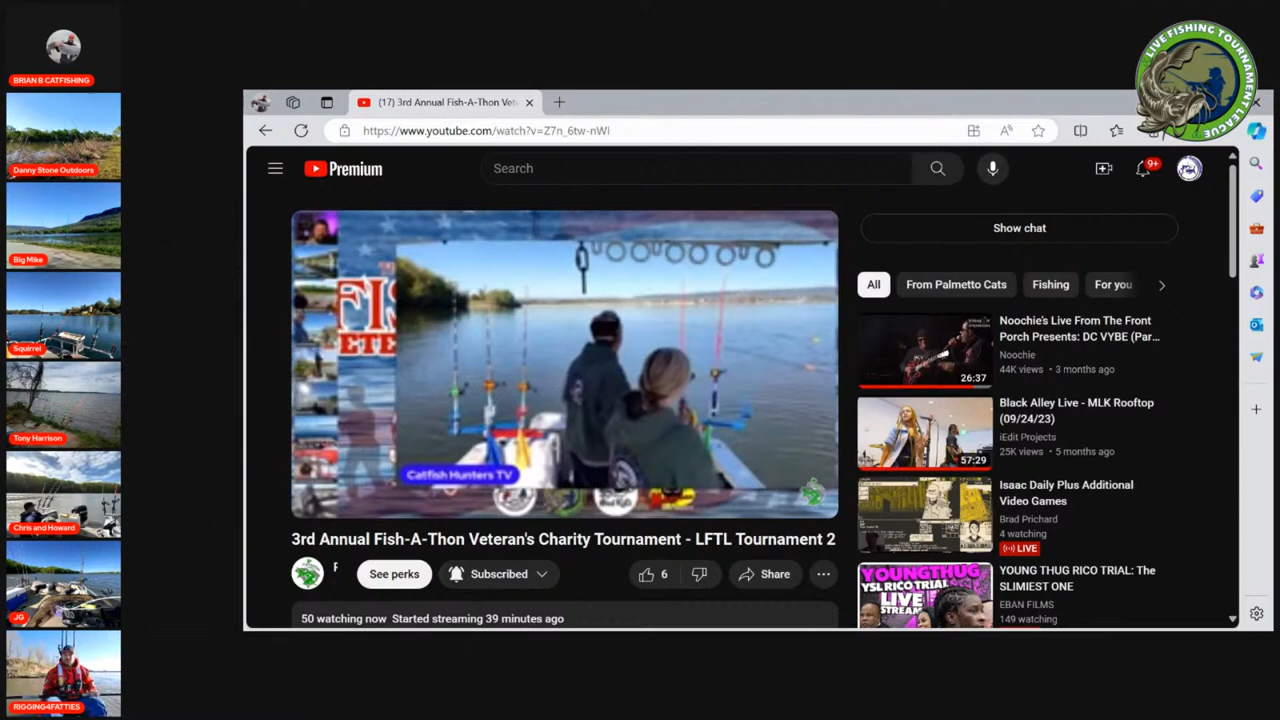 BRIAN B CATFISHING
Danny Stone Outdoors
Big Mike
Squirrel
Tony Harrison
Chris and Howard
JG
RIGGING4FATTIES
LIVE FISHING TOURNAMENT LEAGUE
(17) 3rd Annual Fish-A-Thon Vete
https://www.youtube.com/watch?v=Z7n_6tw-nWI
Premium
Search
9+
Catfish Hunters TV
3rd Annual Fish-A-Thon Veteran's Charity Tournament - LFTL Tournament 2
See perks
Subscribed
6
Share
50 watching now Started streaming 39 minutes ago
Show chat
All
From Palmetto Cats
Fishing
For you
26:37
Noochie's Live From The Front
Porch Presents: DC VYBE (Par...
Noochie
44K views • 3 months ago
57:29
Black Alley Live - MLK Rooftop
(09/24/23)
iEdit Projects
25K views • 5 months ago
Isaac Daily Plus Additional
Video Games
Brad Prichard
4 watching
LIVE
YOUNGTHUG
YSL RICO TRIAL
LIVE
STREAM
YOUNG THUG RICO TRIAL: The
SLIMIEST ONE
EBAN FILMS
149 watching